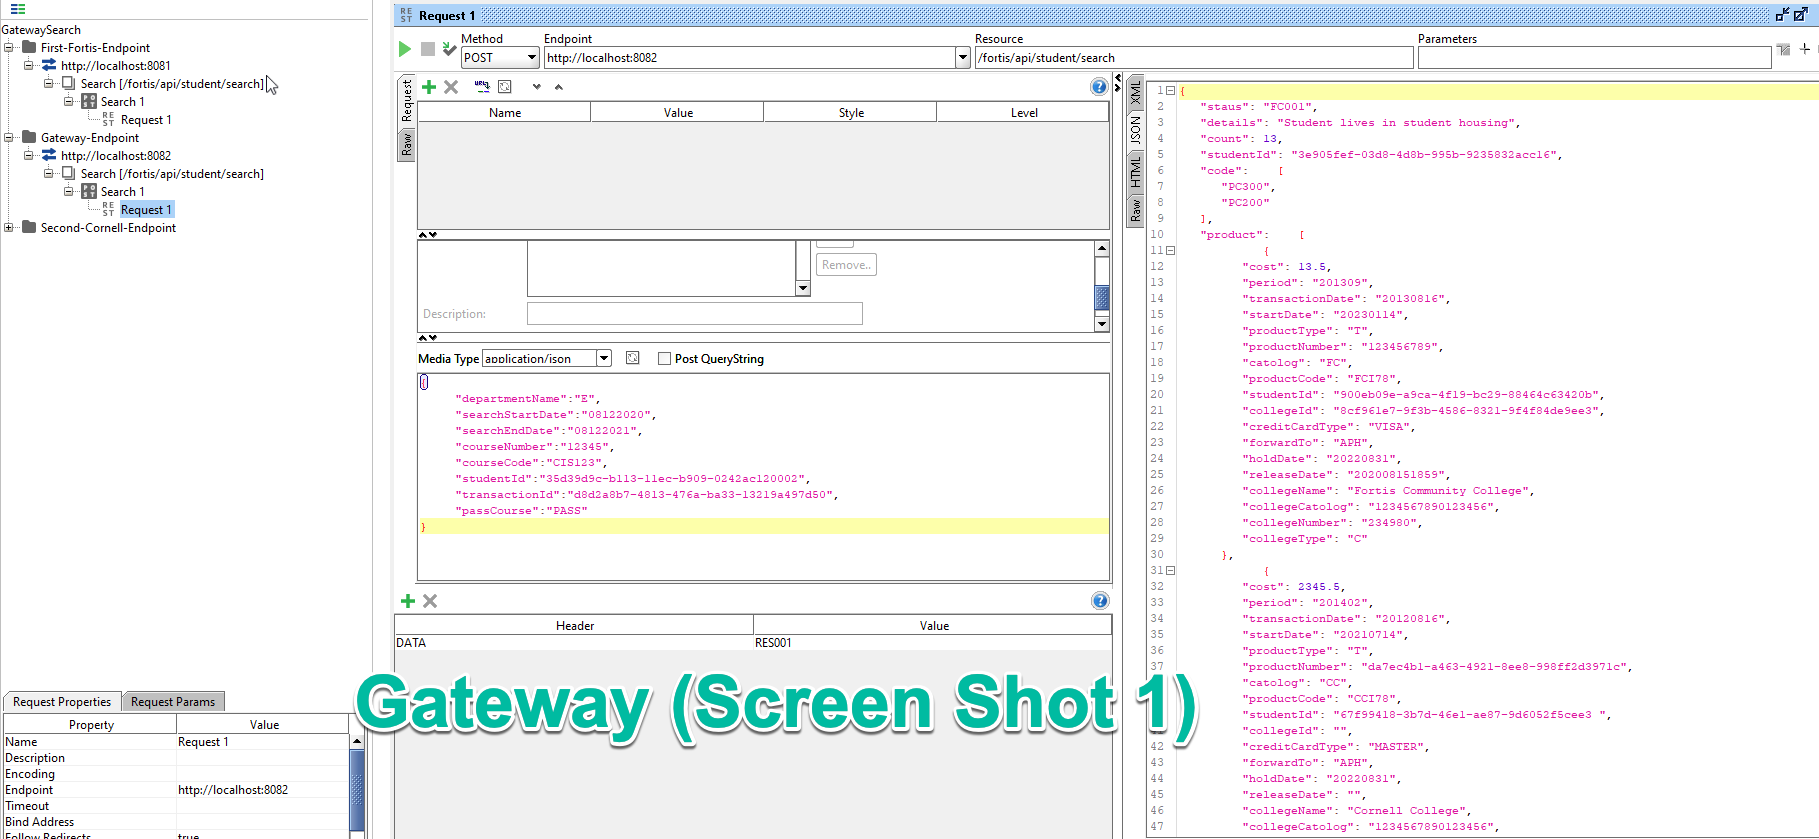 GatewaySearch
First-Fortis-Endpoint
http://localhost:8081
Search [/fortis/api/student/search]
Search 1
Request 1
Gateway-Endpoint
http://localhost:8082
Search [/fortis/api/student/search]
Search 1
Request 1
Second-Cornell-Endpoint
Request Properties
Request Params
Property Value
Name Request 1
Description
Encoding
Endpoint http://localhost:8082
Timeout
Bind Address
Follow Redirects true
REST Request 1
Method Endpoint Resource Parameters
POST http://localhost:8082 /fortis/api/student/search
Request
Raw
Name Value Style Level
Remove..
Description:
Media Type application/json Post QueryString
{
"departmentName":"E",
"searchStartDate":"08122020",
"searchEndDate":"08122021",
"courseNumber":"12345",
"courseCode":"CIS123",
"studentId":"35d39d9c-b113-11ec-b909-0242ac120002",
"transactionId":"d8d2a8b7-4813-476a-ba33-13219a497d50",
"passCourse":"PASS"
}
Header Value
DATA RES001
Gateway (Screen Shot 1)
XML
JSON
HTML
Raw
1 {
2 "staus": "FC001",
3 "details": "Student lives in student housing",
4 "count": 13,
5 "studentId": "3e905fef-03d8-4d8b-995b-9235832acc16",
6 "code": [
7 "PC300",
8 "PC200"
9 ],
10 "product": [
11 {
12 "cost": 13.5,
13 "period": "201309",
14 "transactionDate": "20130816",
15 "startDate": "20230114",
16 "productType": "T",
17 "productNumber": "123456789",
18 "catolog": "FC",
19 "productCode": "FCI78",
20 "studentId": "900eb09e-a9ca-4f19-bc29-88464c63420b",
21 "collegeId": "8cf961e7-9f3b-4586-8321-9f4f84de9ee3",
22 "creditCardType": "VISA",
23 "forwardTo": "APH",
24 "holdDate": "20220831",
25 "releaseDate": "202008151859",
26 "collegeName": "Fortis Community College",
27 "collegeCatolog": "1234567890123456",
28 "collegeNumber": "234980",
29 "collegeType": "C"
30 },
31 {
32 "cost": 2345.5,
33 "period": "201402",
34 "transactionDate": "20120816",
35 "startDate": "20210714",
36 "productType": "T",
37 "productNumber": "da7ec4b1-a463-4921-8ee8-998ff2d3971c",
"catolog": "CC",
"productCode": "CCI78",
"studentId": "67f99418-3b7d-46e1-ae87-9d6052f5cee3 ",
"collegeId": "",
42 "creditCardType": "MASTER",
43 "forwardTo": "APH",
44 "holdDate": "20220831",
45 "releaseDate": "",
46 "collegeName": "Cornell College",
47 "collegeCatolog": "1234567890123456",